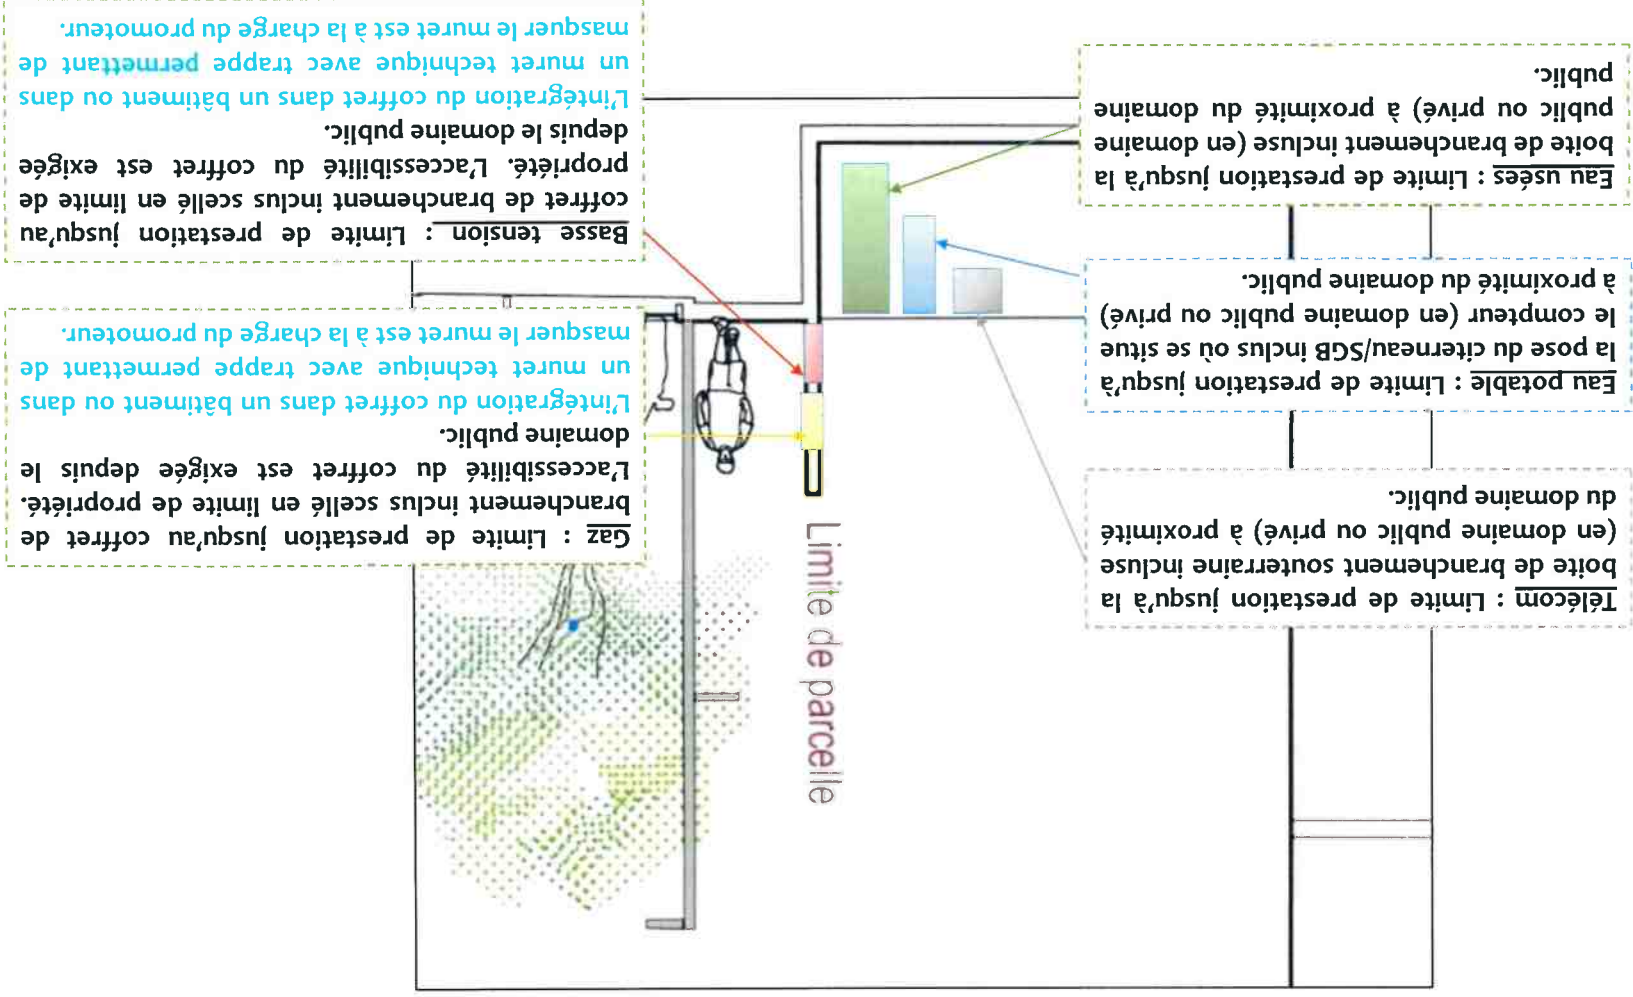 Télécom : Limite de prestation jusqu'à la
boite de branchement souterraine incluse
(en domaine public ou privé) à proximité
du domaine public.
Eau potable : Limite de prestation jusqu'à
la pose du citerneau/SGB inclus où se situe
le compteur (en domaine public ou privé)
à proximité du domaine public.
Eau usées : Limite de prestation jusqu'à la
boite de branchement incluse (en domaine
public ou privé) à proximité du domaine
public.
Limite de parcelle
Gaz : Limite de prestation jusqu'au coffret de
branchement inclus scellé en limite de propriété.
L'accessibilité du coffret est exigée depuis le
domaine public.
L'intégration du coffret dans un bâtiment ou dans
un muret technique avec trappe permettant de
masquer le muret est à la charge du promoteur.
Basse tension : Limite de prestation jusqu'au
coffret de branchement inclus scellé en limite de
propriété. L'accessibilité du coffret est exigée
depuis le domaine public.
L'intégration du coffret dans un bâtiment ou dans
un muret technique avec trappe permettant de
masquer le muret est à la charge du promoteur.